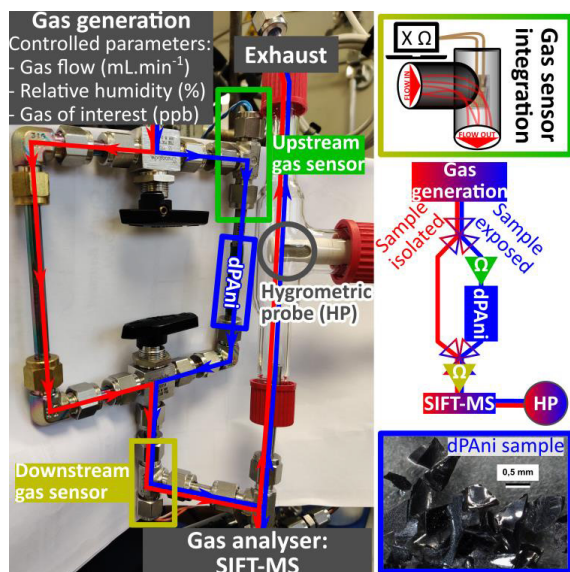 Gas generation
Controlled parameters:
- Gas flow (mL.min⁻¹)
- Relative humidity (%)
- Gas of interest (ppb)
Exhaust
Upstream
gas sensor
dPAni
Hygrometric
probe (HP)
Downstream
gas sensor
Gas analyser:
SIFT-MS
X Ω
FLOW IN
FLOW OUT
Gas sensor
integration
Gas
generation
Sample
isolated
Sample
exposed
Ω
dPAni
Ω
SIFT-MS
HP
dPAni sample
0,5 mm